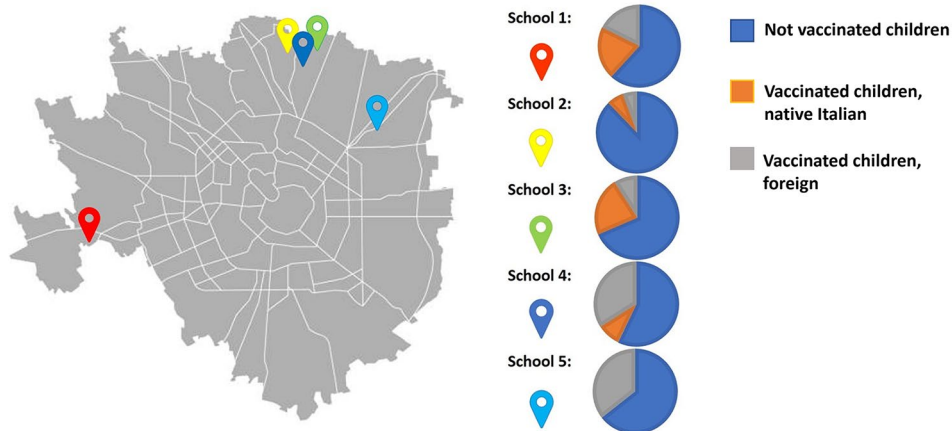 School 1:
School 2:
School 3:
School 4:
School 5:
Not vaccinated children
Vaccinated children,
native Italian
Vaccinated children,
foreign